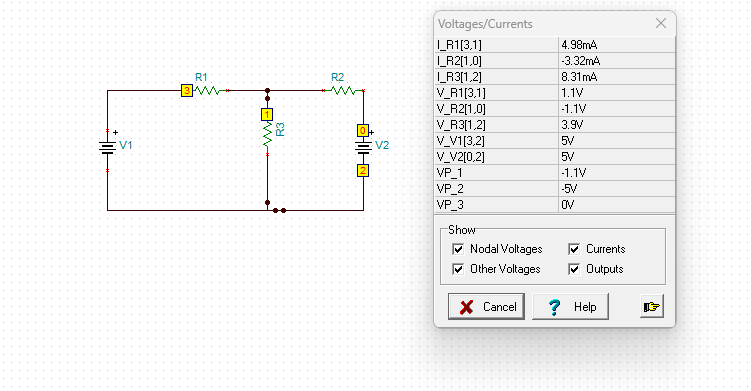 Voltages/Currents
I_R1[3,1] 4.98mA
I_R2[1,0] -3.32mA
I_R3[1,2] 8.31mA
V_R1[3,1] 1.1V
V_R2[1,0] -1.1V
V_R3[1,2] 3.9V
V_V1[3,2] 5V
V_V2[0,2] 5V
VP_1 -1.1V
VP_2 -5V
VP_3 0V
Show
Nodal Voltages Currents
Other Voltages Outputs
Cancel ? Help
R1 R2
3
1
R3
+ 0 +
V1 V2
2